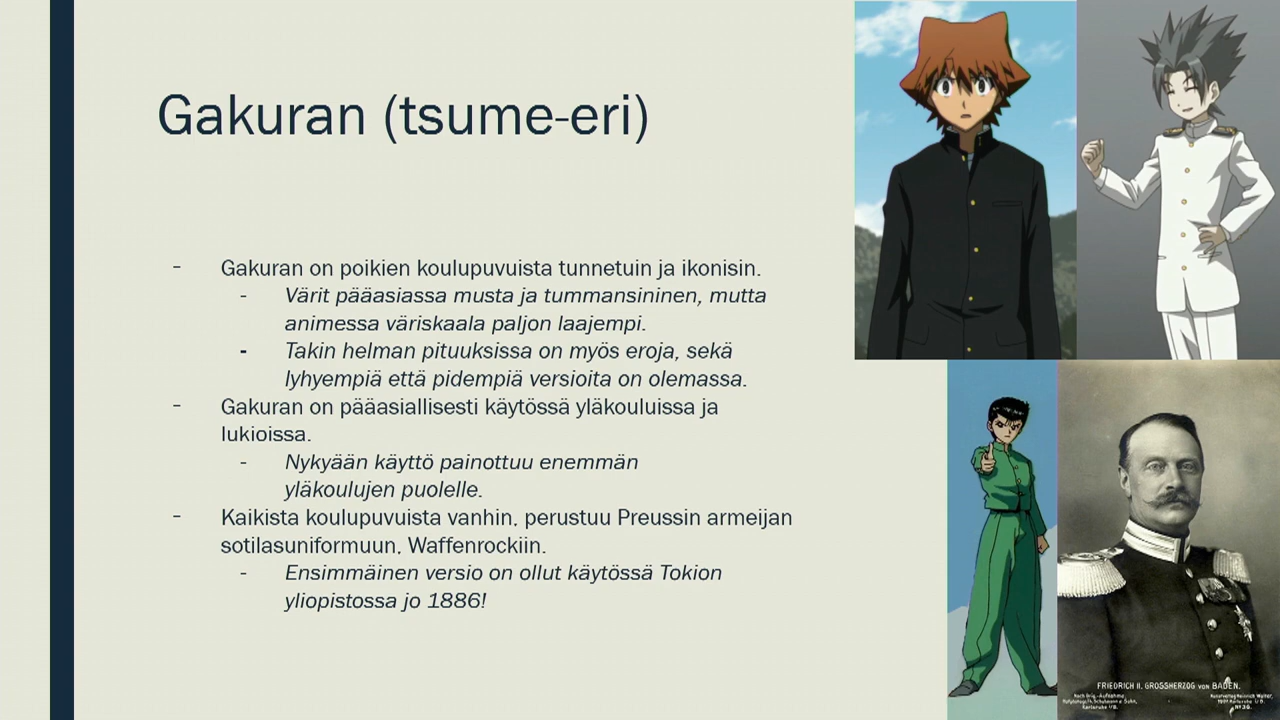 Gakuran (tsume-eri)
- Gakuran on poikien koulupuvuista tunnetuin ja ikonisin.
- Värit pääasiassa musta ja tummansininen, mutta
animessa väriskaala paljon laajempi.
- Takin helman pituuksissa on myös eroja, sekä
lyhyempiä että pidempiä versioita on olemassa.
- Gakuran on pääasiallisesti käytössä yläkouluissa ja
lukioissa.
- Nykyään käyttö painottuu enemmän
yläkoulujen puolelle.
- Kaikista koulupuvuista vanhin, perustuu Preussin armeijan
sotilasuniformuun, Waffenrockiin.
- Ensimmäinen versio on ollut käytössä Tokion
yliopistossa jo 1886!
FRIEDRICH II. GROSSHERZOG von BADEN.